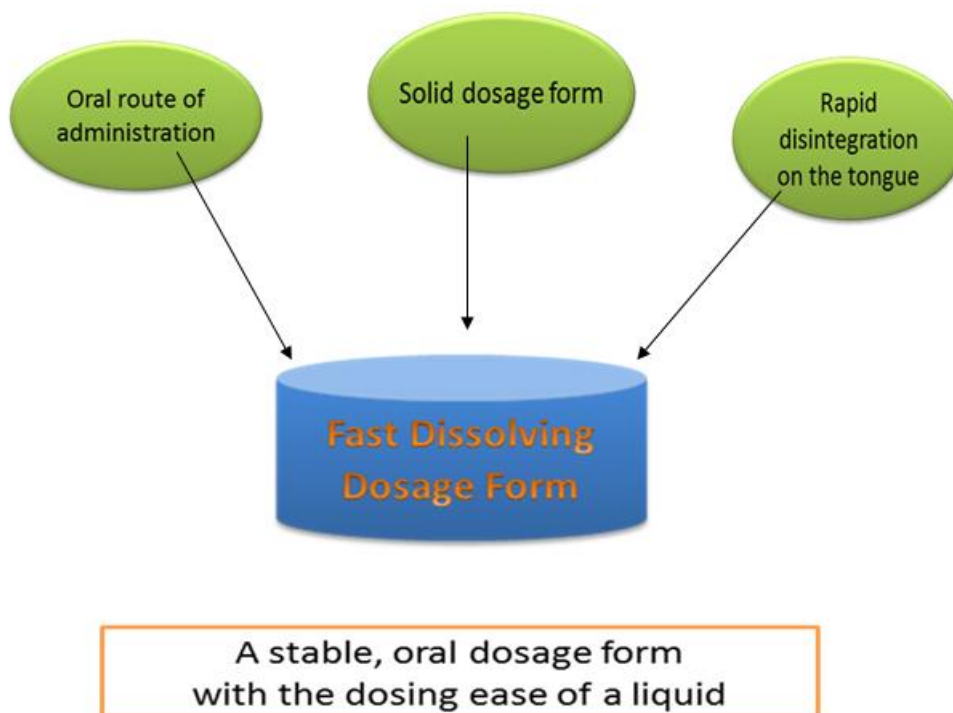 Oral route of
administration
Solid dosage form
Rapid
disintegration
on the tongue
Fast Dissolving
Dosage Form
A stable, oral dosage form
with the dosing ease of a liquid